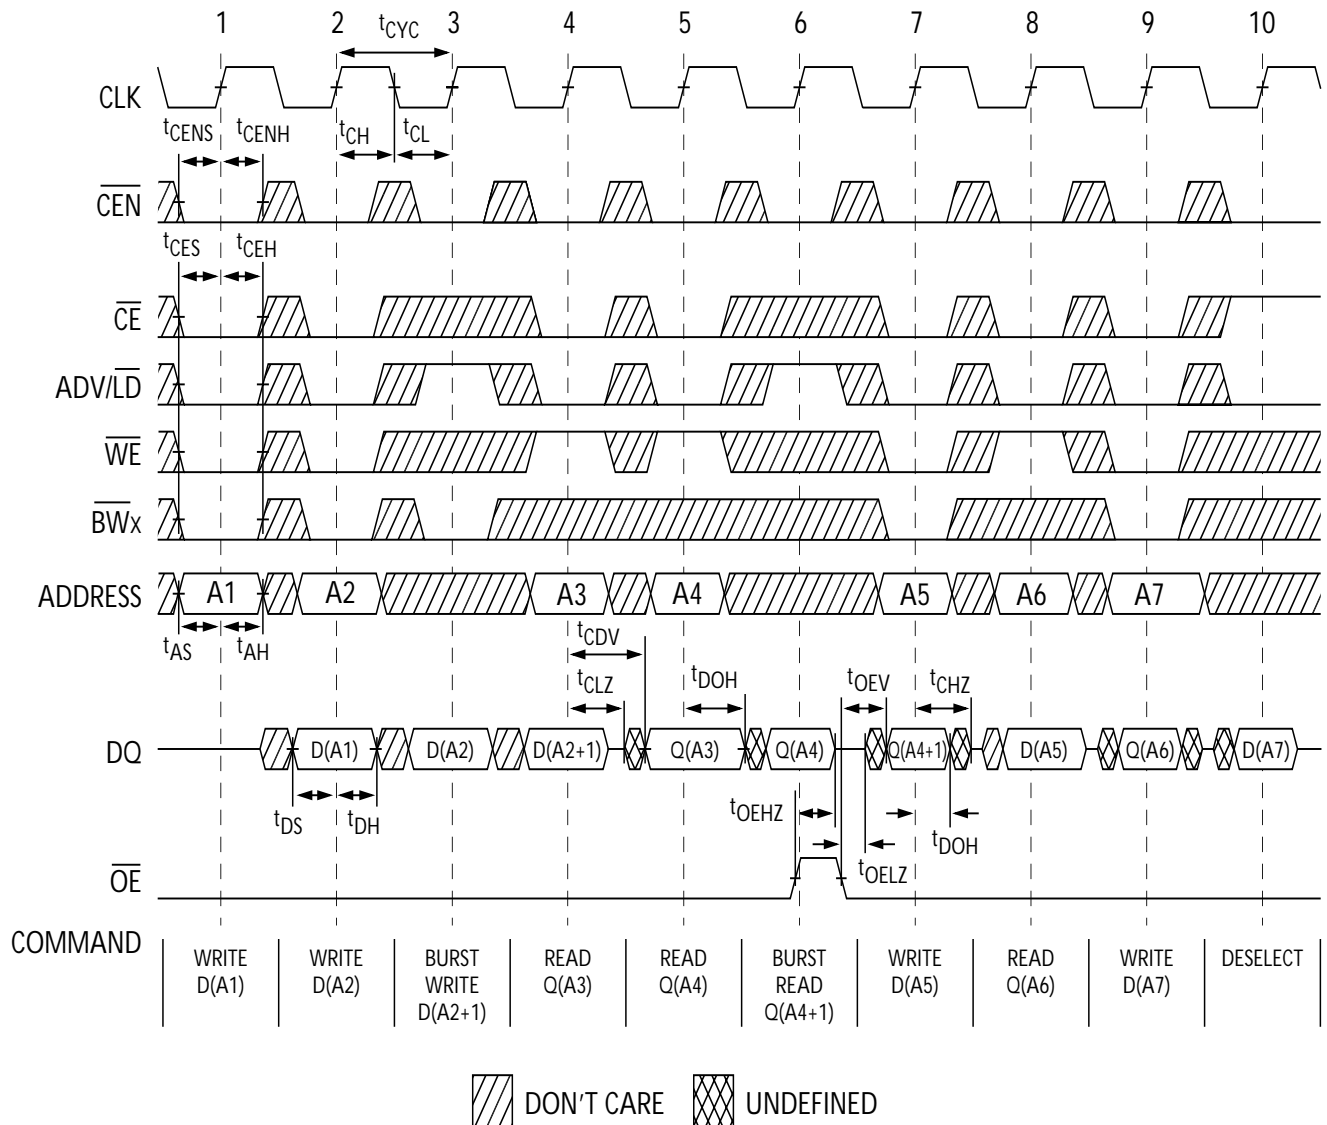 1 2 3 4 5 6 7 8 9 10
tCYC
CLK
tCENS tCENH tCH tCL
CEN
tCES tCEH
CE
ADV/LD
WE
BWx
ADDRESS A1 A2 A3 A4 A5 A6 A7
tAS tAH tCDV
tCLZ tDOH tOEV tCHZ
DQ D(A1) D(A2) D(A2+1) Q(A3) Q(A4) Q(A4+1) D(A5) Q(A6) D(A7)
tDS tDH tOEHZ tDOH
tOELZ
OE
COMMAND
WRITE WRITE BURST READ READ BURST WRITE READ WRITE DESELECT
D(A1) D(A2) WRITE Q(A3) Q(A4) READ D(A5) Q(A6) D(A7)
D(A2+1) Q(A4+1)
DON'T CARE UNDEFINED